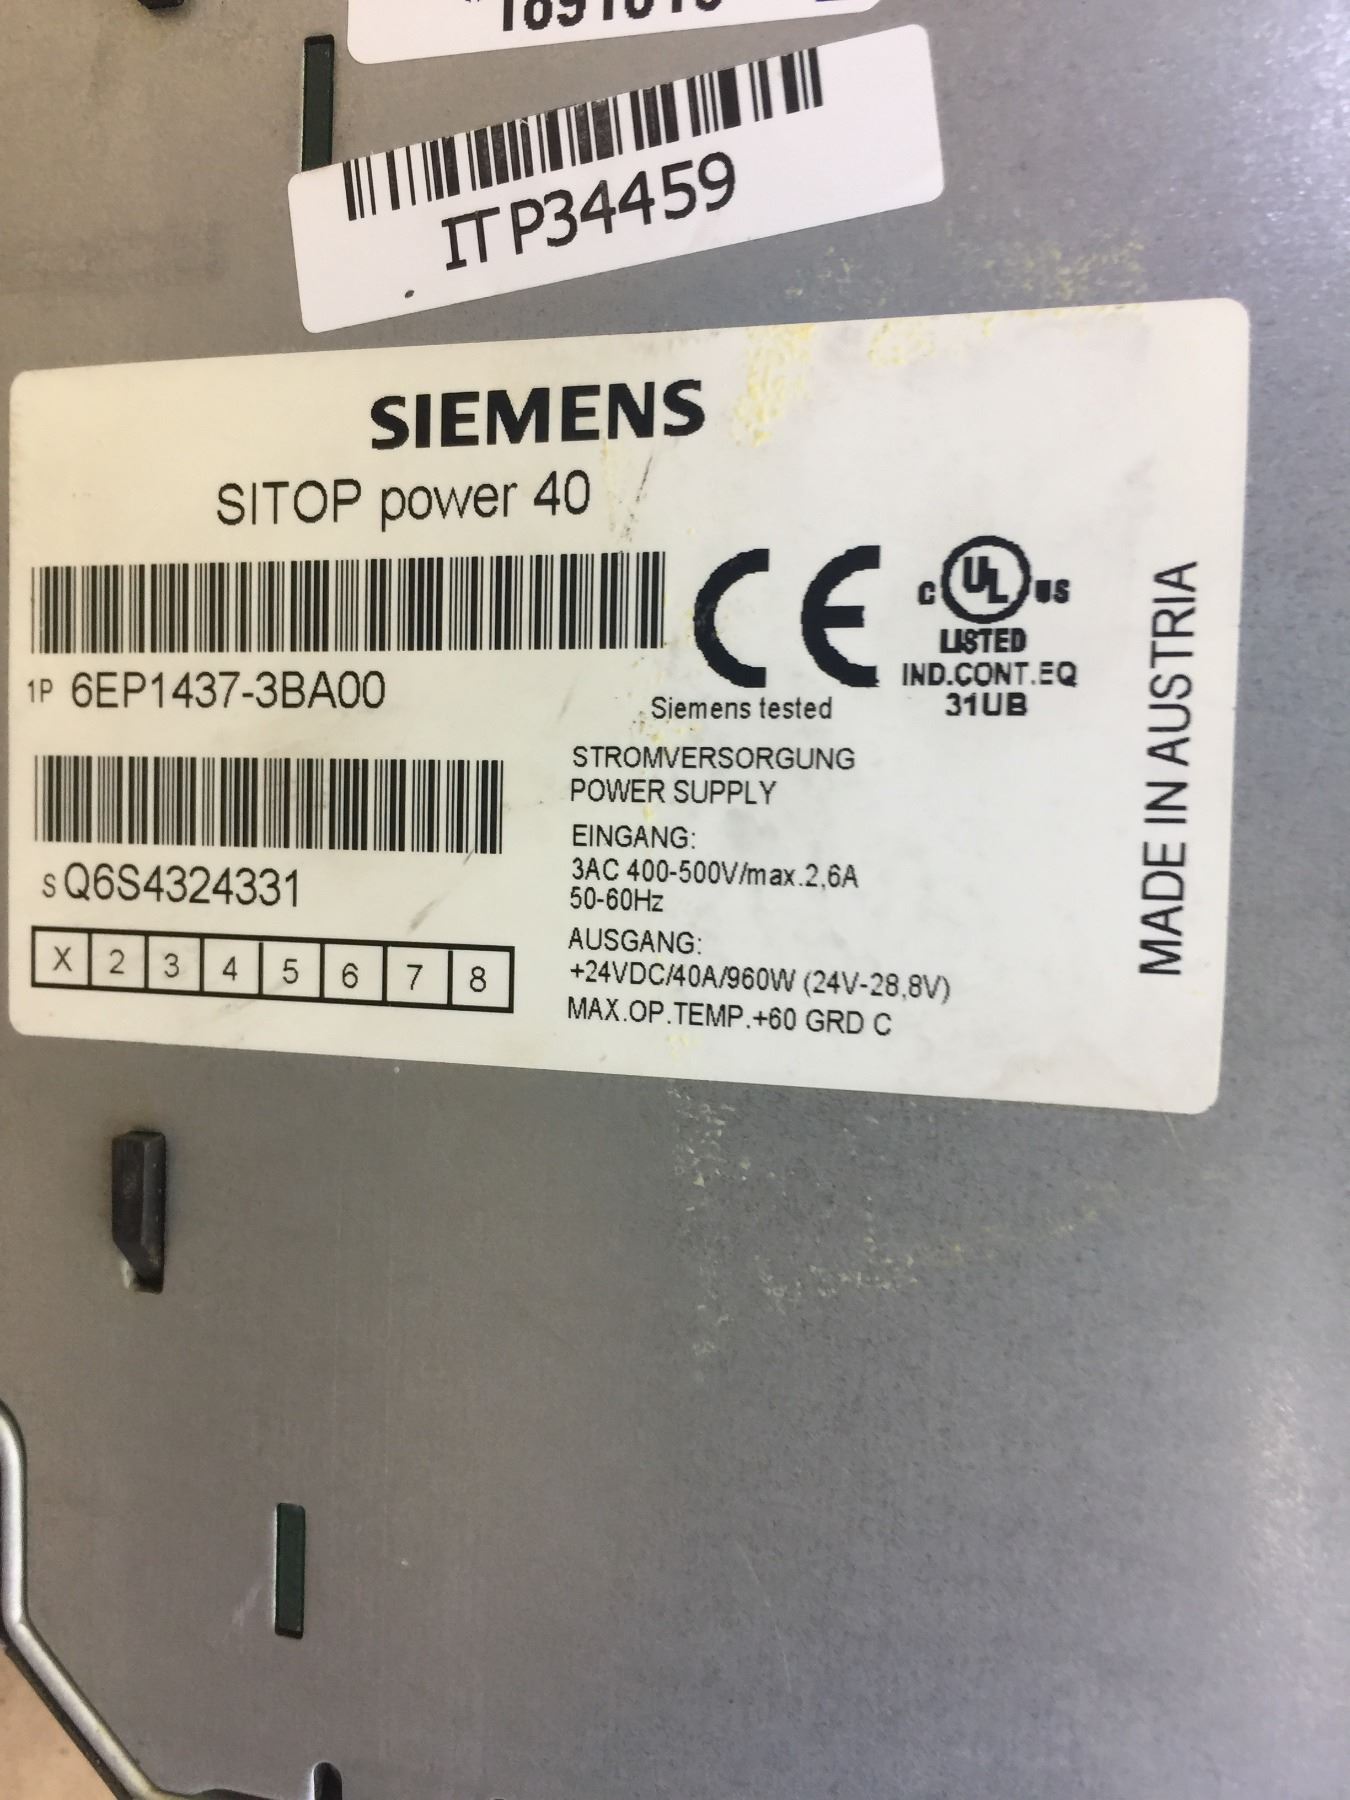 ITP34459
SIEMENS
SITOP power 40
1P 6EP1437-3BA00
CE
Siemens tested
C UL US
LISTED
IND.CONT.EQ
31UB
S Q6S4324331
X 2 3 4 5 6 7 8
STROMVERSORGUNG
POWER SUPPLY
EINGANG:
3AC 400-500V/max.2,6A
50-60Hz
AUSGANG:
+24VDC/40A/960W (24V-28,8V)
MAX.OP.TEMP.+60 GRD C
MADE IN AUSTRIA